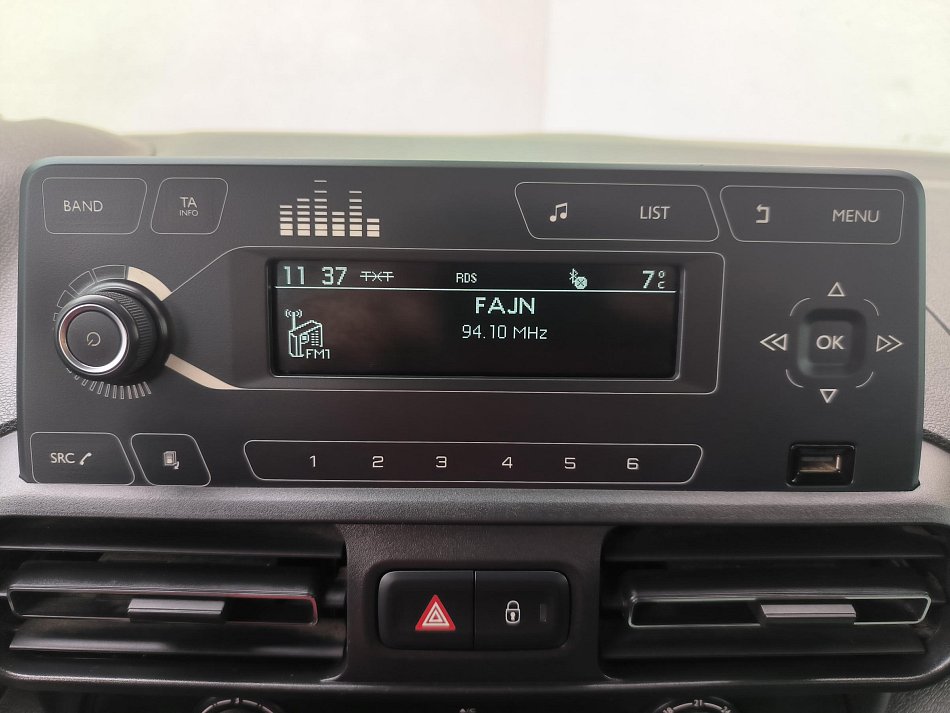 BAND
TA
INFO
LIST
MENU
11 37 TXT RDS 7°C
FAJN
94.10 MHz
FM1
OK
SRC
1 2 3 4 5 6
21